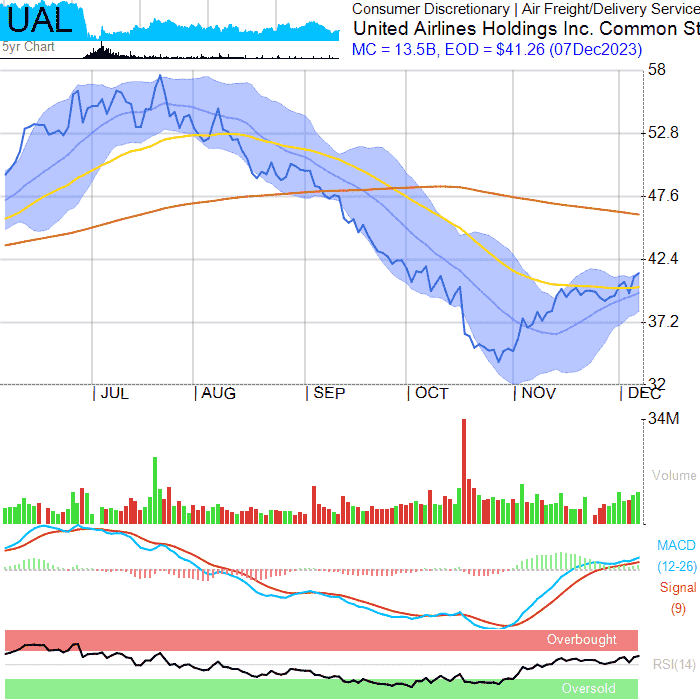 UAL
5yr Chart
Consumer Discretionary | Air Freight/Delivery Service
United Airlines Holdings Inc. Common St
MC = 13.5B, EOD = $41.26 (07Dec2023)
58
52.8
47.6
42.4
37.2
32
JUL AUG SEP OCT NOV DEC
34M
Volume
MACD
(12-26)
Signal
(9)
Overbought
RSI(14)
Oversold